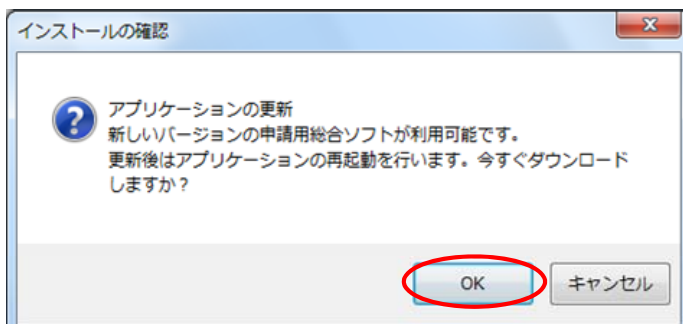 インストールの確認
アプリケーションの更新
新しいバージョンの申請用総合ソフトが利用可能です。
更新後はアプリケーションの再起動を行います。今すぐダウンロード
しますか？
OK
キャンセル